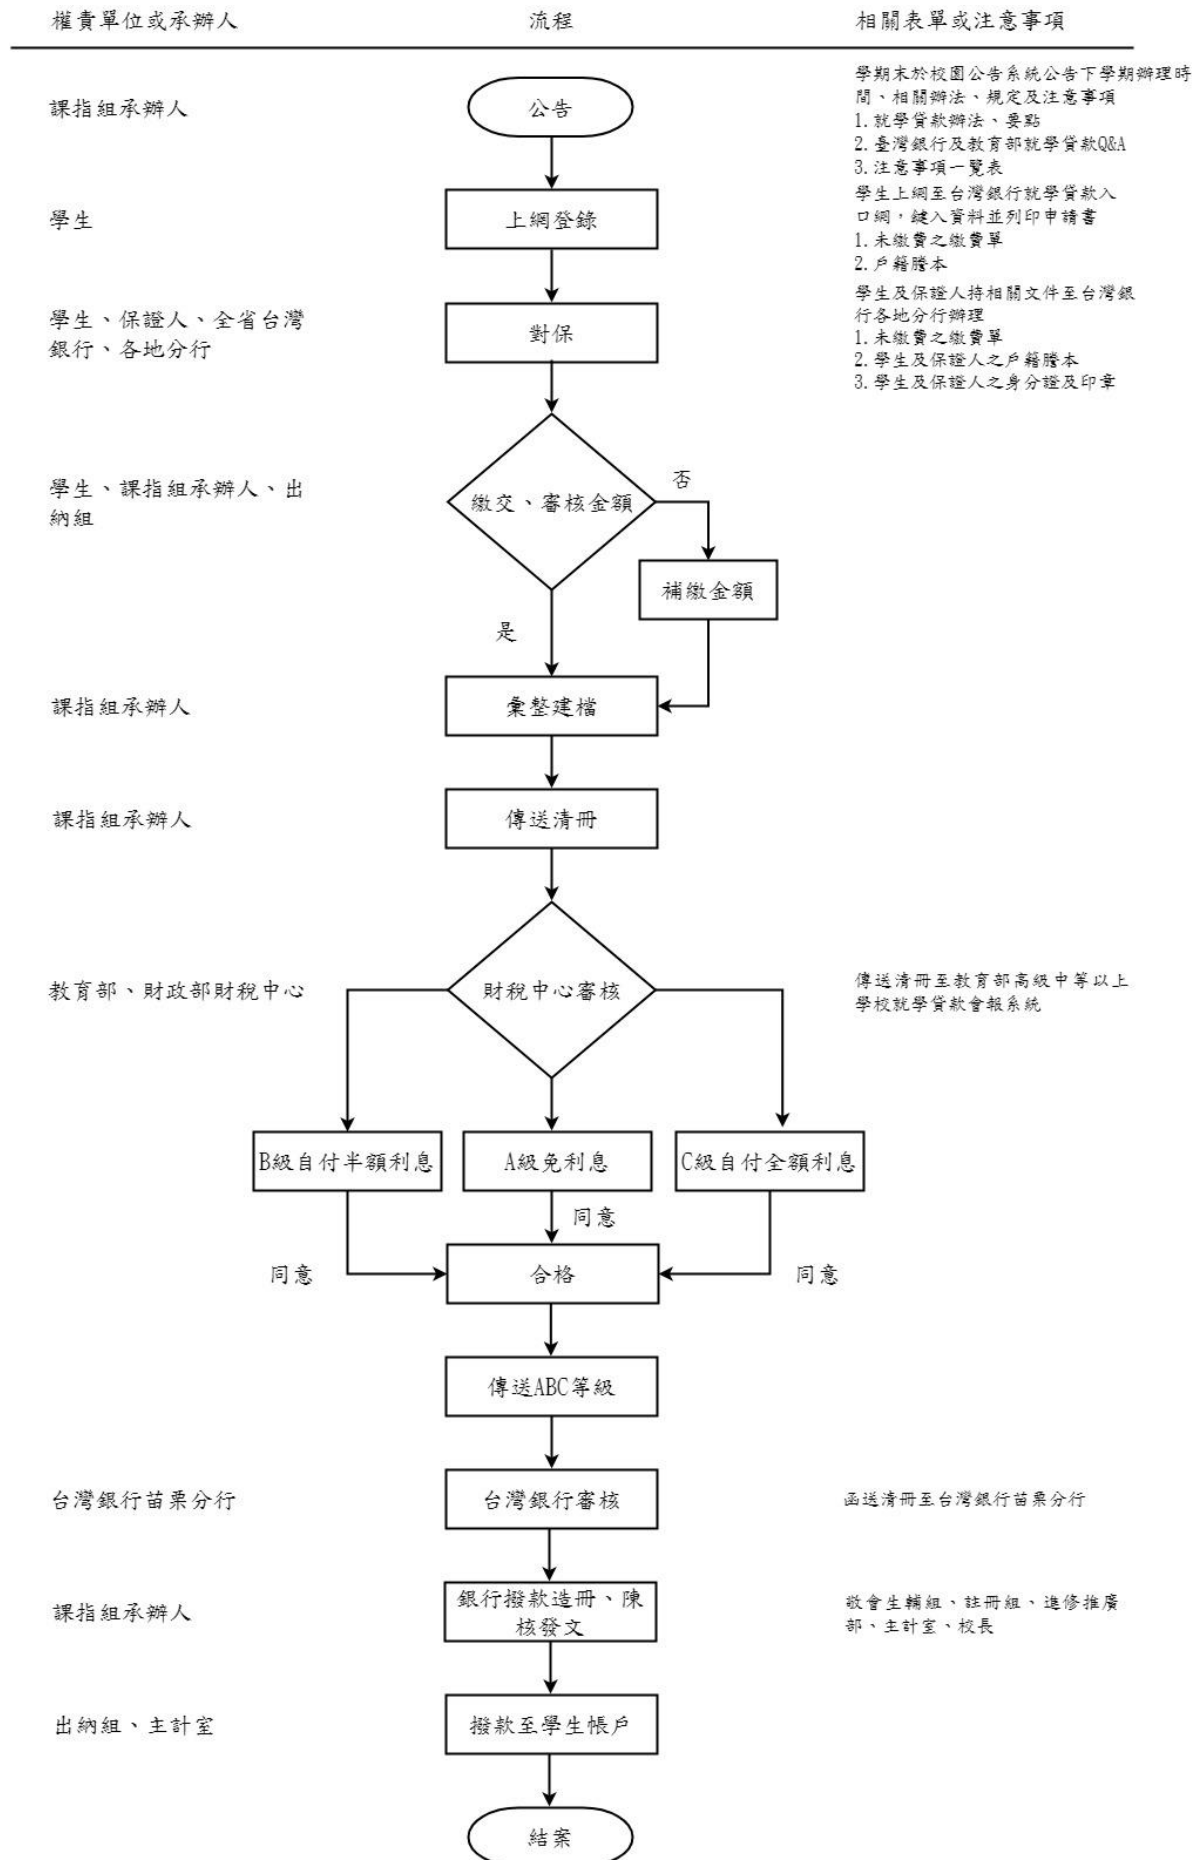 權責單位或承辦人
流程
相關表單或注意事項
課指組承辦人
公告
學期末於校園公告系統公告下學期辦理時
間、相關辦法、規定及注意事項
1.就學貸款辦法、要點
2.臺灣銀行及教育部就學貸款Q&A
3.注意事項一覽表
學生
上網登錄
學生上網至台灣銀行就學貸款入
口網，鍵入資料並列印申請書
1.未繳費之繳費單
2.戶籍謄本
學生、保證人、全省台灣
銀行、各地分行
對保
學生及保證人持相關文件至台灣銀
行各地分行辦理
1.未繳費之繳費單
2.學生及保證人之戶籍謄本
3.學生及保證人之身分證及印章
學生、課指組承辦人、出
納組
繳交、審核金額
否
補繳金額
是
課指組承辦人
彙整建檔
課指組承辦人
傳送清冊
教育部、財政部財稅中心
財稅中心審核
傳送清冊至教育部高級中等以上
學校就學貸款會報系統
B級自付半額利息
A級免利息
C級自付全額利息
同意
同意
合格
同意
傳送ABC等級
台灣銀行苗栗分行
台灣銀行審核
函送清冊至台灣銀行苗栗分行
課指組承辦人
銀行撥款造冊、陳
核發文
敬會生輔組、註冊組、進修推廣
部、主計室、校長
出納組、主計室
撥款至學生帳戶
結案